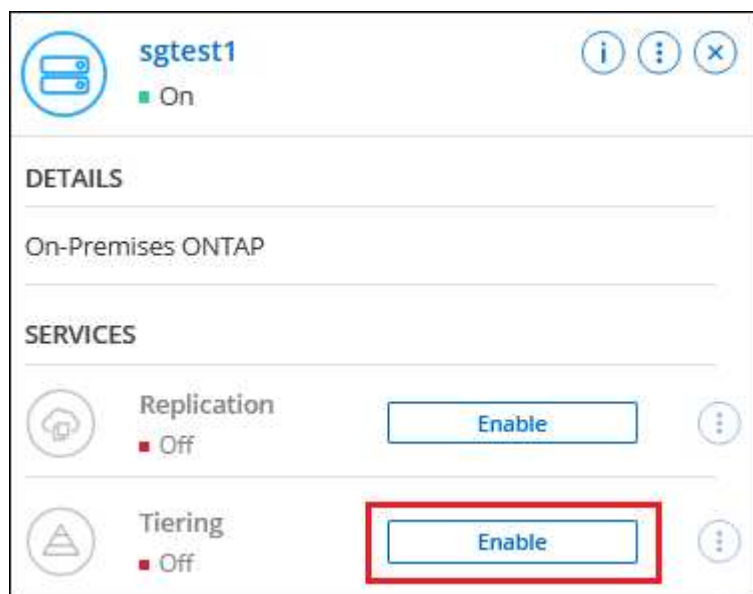 sgtest1
On
DETAILS
On-Premises ONTAP
SERVICES
Replication
Enable
Off
Tiering
Enable
Off